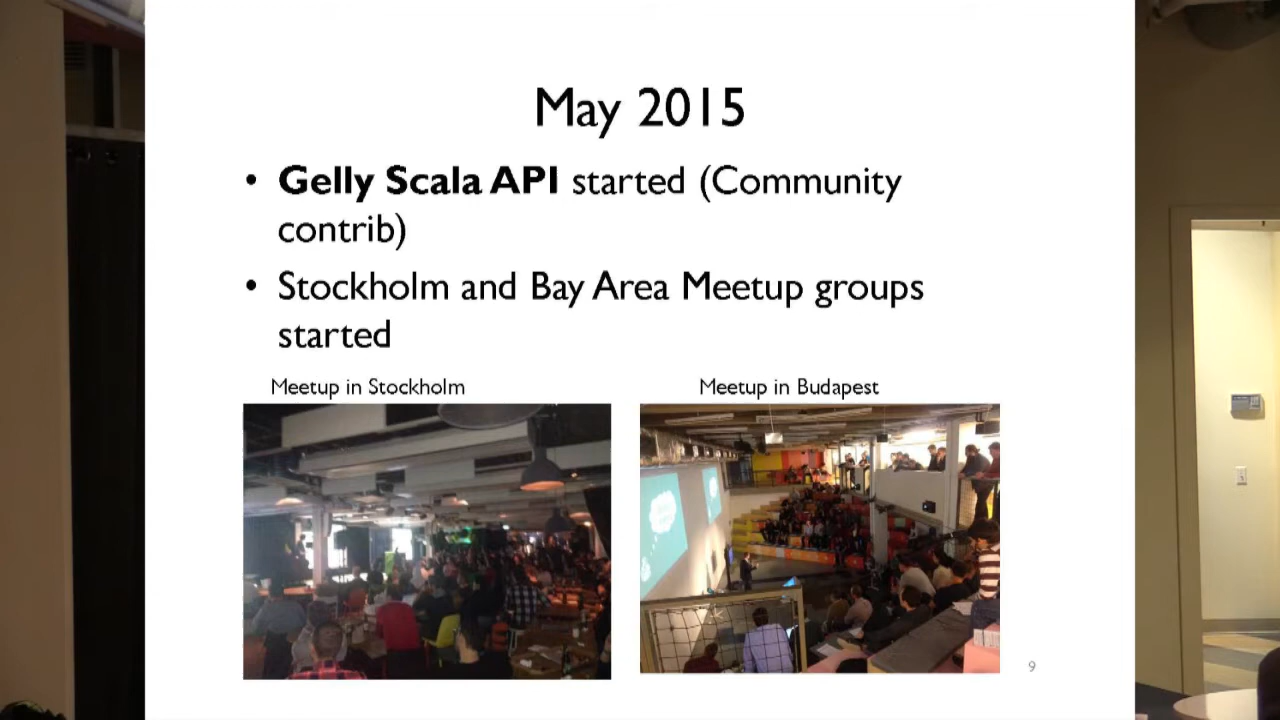 May 2015
• Gelly Scala API started (Community
contrib)
• Stockholm and Bay Area Meetup groups
started
Meetup in Stockholm
Meetup in Budapest
9